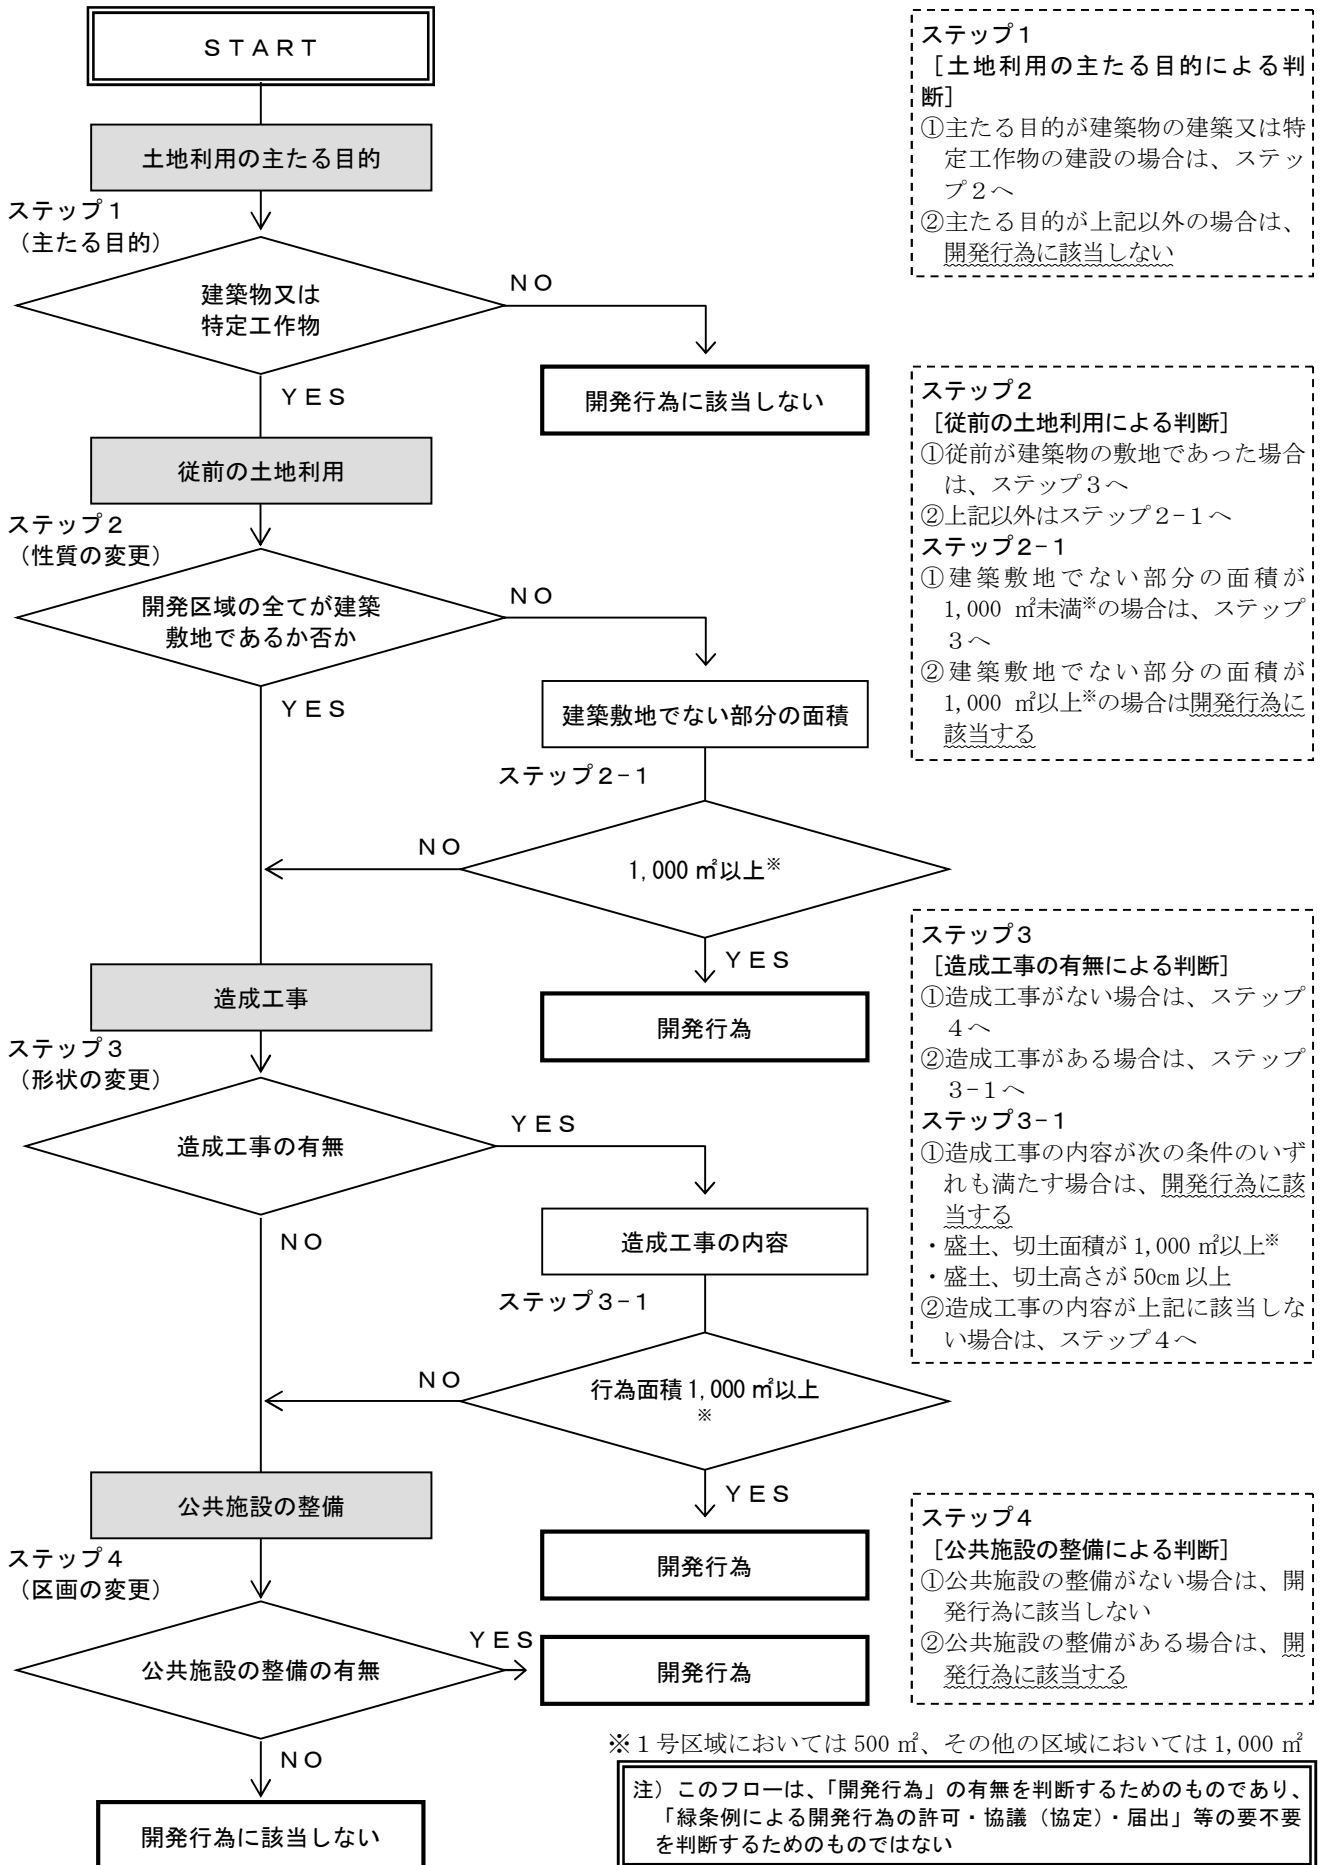 START
土地利用の主たる目的
ステップ1
（主たる目的）
建築物又は
特定工作物
NO
開発行為に該当しない
YES
従前の土地利用
ステップ2
（性質の変更）
開発区域の全てが建築
敷地であるか否か
NO
YES
建築敷地でない部分の面積
ステップ2-1
NO
1,000 ㎡以上※
YES
開発行為
造成工事
ステップ3
（形状の変更）
造成工事の有無
YES
NO
造成工事の内容
ステップ3-1
NO
行為面積 1,000 ㎡以上
※
YES
開発行為
公共施設の整備
ステップ4
（区画の変更）
公共施設の整備の有無
YES
開発行為
NO
開発行為に該当しない
ステップ1
［土地利用の主たる目的による判
断］
①主たる目的が建築物の建築又は特
定工作物の建設の場合は、ステッ
プ2へ
②主たる目的が上記以外の場合は、
開発行為に該当しない
ステップ2
［従前の土地利用による判断］
①従前が建築物の敷地であった場合
は、ステップ3へ
②上記以外はステップ2-1へ
ステップ2-1
①建築敷地でない部分の面積が
1,000 ㎡未満※の場合は、ステップ
3へ
②建築敷地でない部分の面積が
1,000 ㎡以上※の場合は開発行為に
該当する
ステップ3
［造成工事の有無による判断］
①造成工事がない場合は、ステップ
4へ
②造成工事がある場合は、ステップ
3-1へ
ステップ3-1
①造成工事の内容が次の条件のいず
れも満たす場合は、開発行為に該
当する
・盛土、切土面積が 1,000 ㎡以上※
・盛土、切土高さが 50㎝ 以上
②造成工事の内容が上記に該当しな
い場合は、ステップ4へ
ステップ4
［公共施設の整備による判断］
①公共施設の整備がない場合は、開
発行為に該当しない
②公共施設の整備がある場合は、開
発行為に該当する
※1号区域においては 500 ㎡、その他の区域においては 1,000 ㎡
注）このフローは、「開発行為」の有無を判断するためのものであり、
「緑条例による開発行為の許可・協議（協定）・届出」等の要不要
を判断するためのものではない